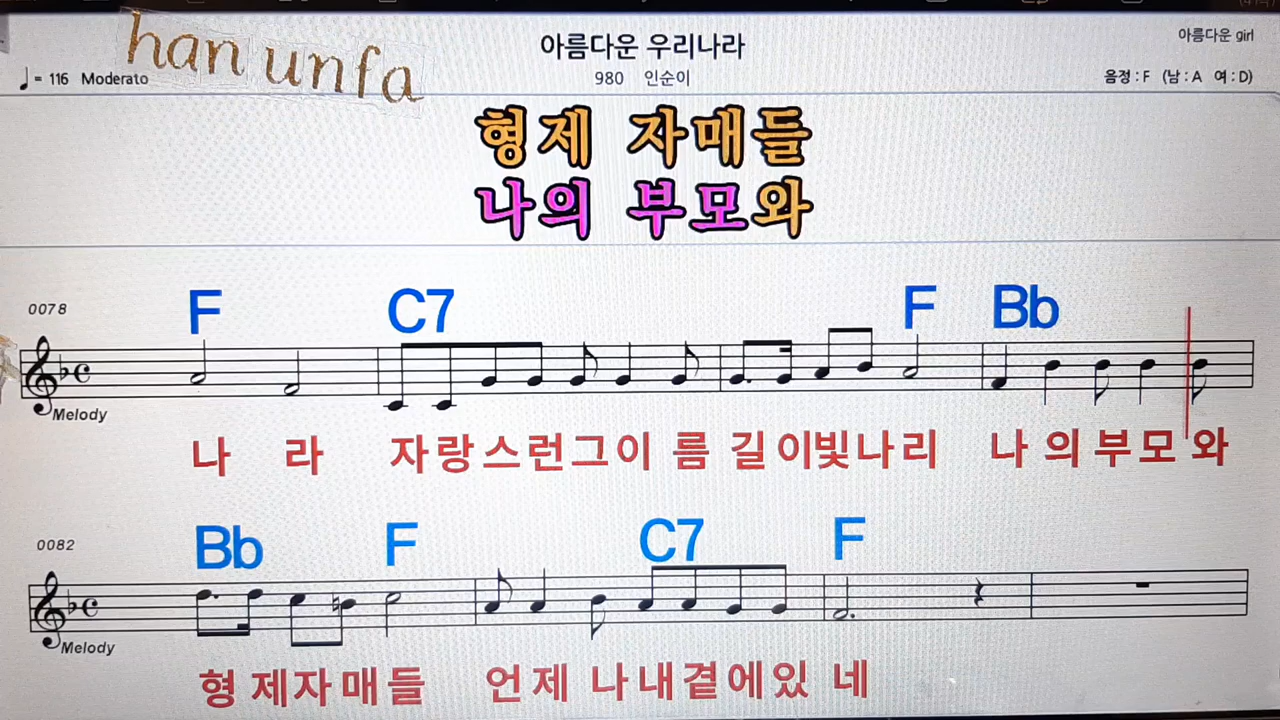 han unfa
아름다운 우리나라
아름다운 girl
♩= 116 Moderato
980 인순이
음정 : F (남 : A 여 : D)
형제 자매들
나의 부모와
0078
F C7 F Bb
Melody
나 라 자랑스런그이 름 길 이빛나리 나 의 부모 와
0082
Bb F C7 F
Melody
형 제자매들 언제 나내곁에있 네